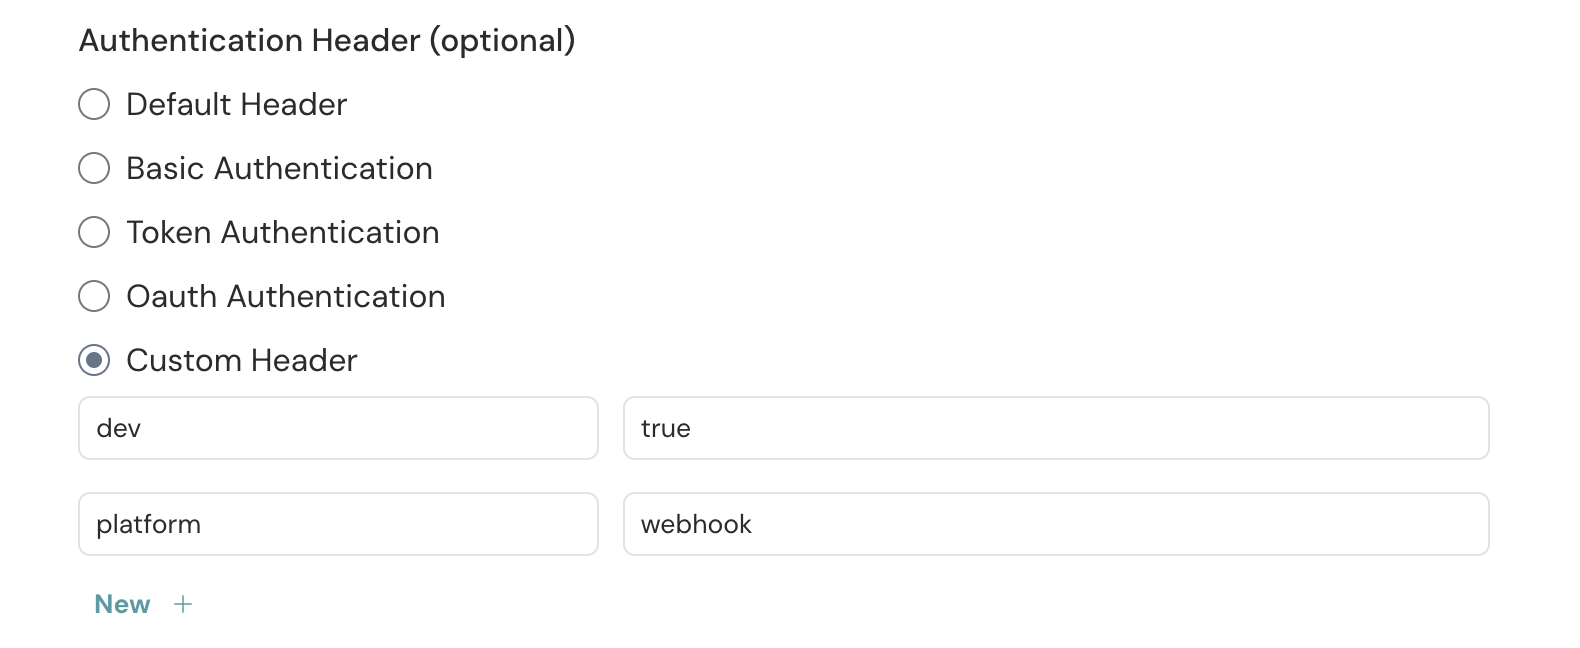 Authentication Header (optional)
Default Header
Basic Authentication
Token Authentication
Oauth Authentication
Custom Header
dev true
platform webhook
New +